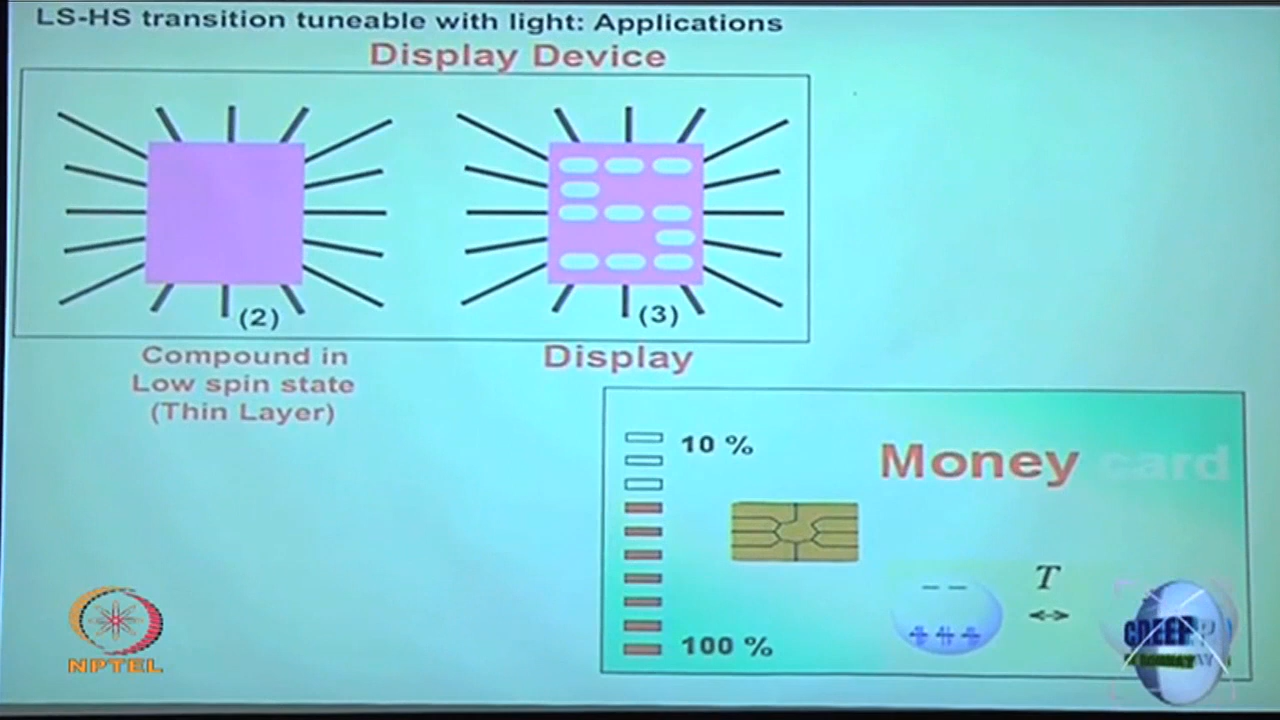 LS-HS transition tuneable with light: Applications
Display Device
(2)
(3)
Compound in
Low spin state
(Thin Layer)
Display
10 %
Money card
T
100 %
NPTEL